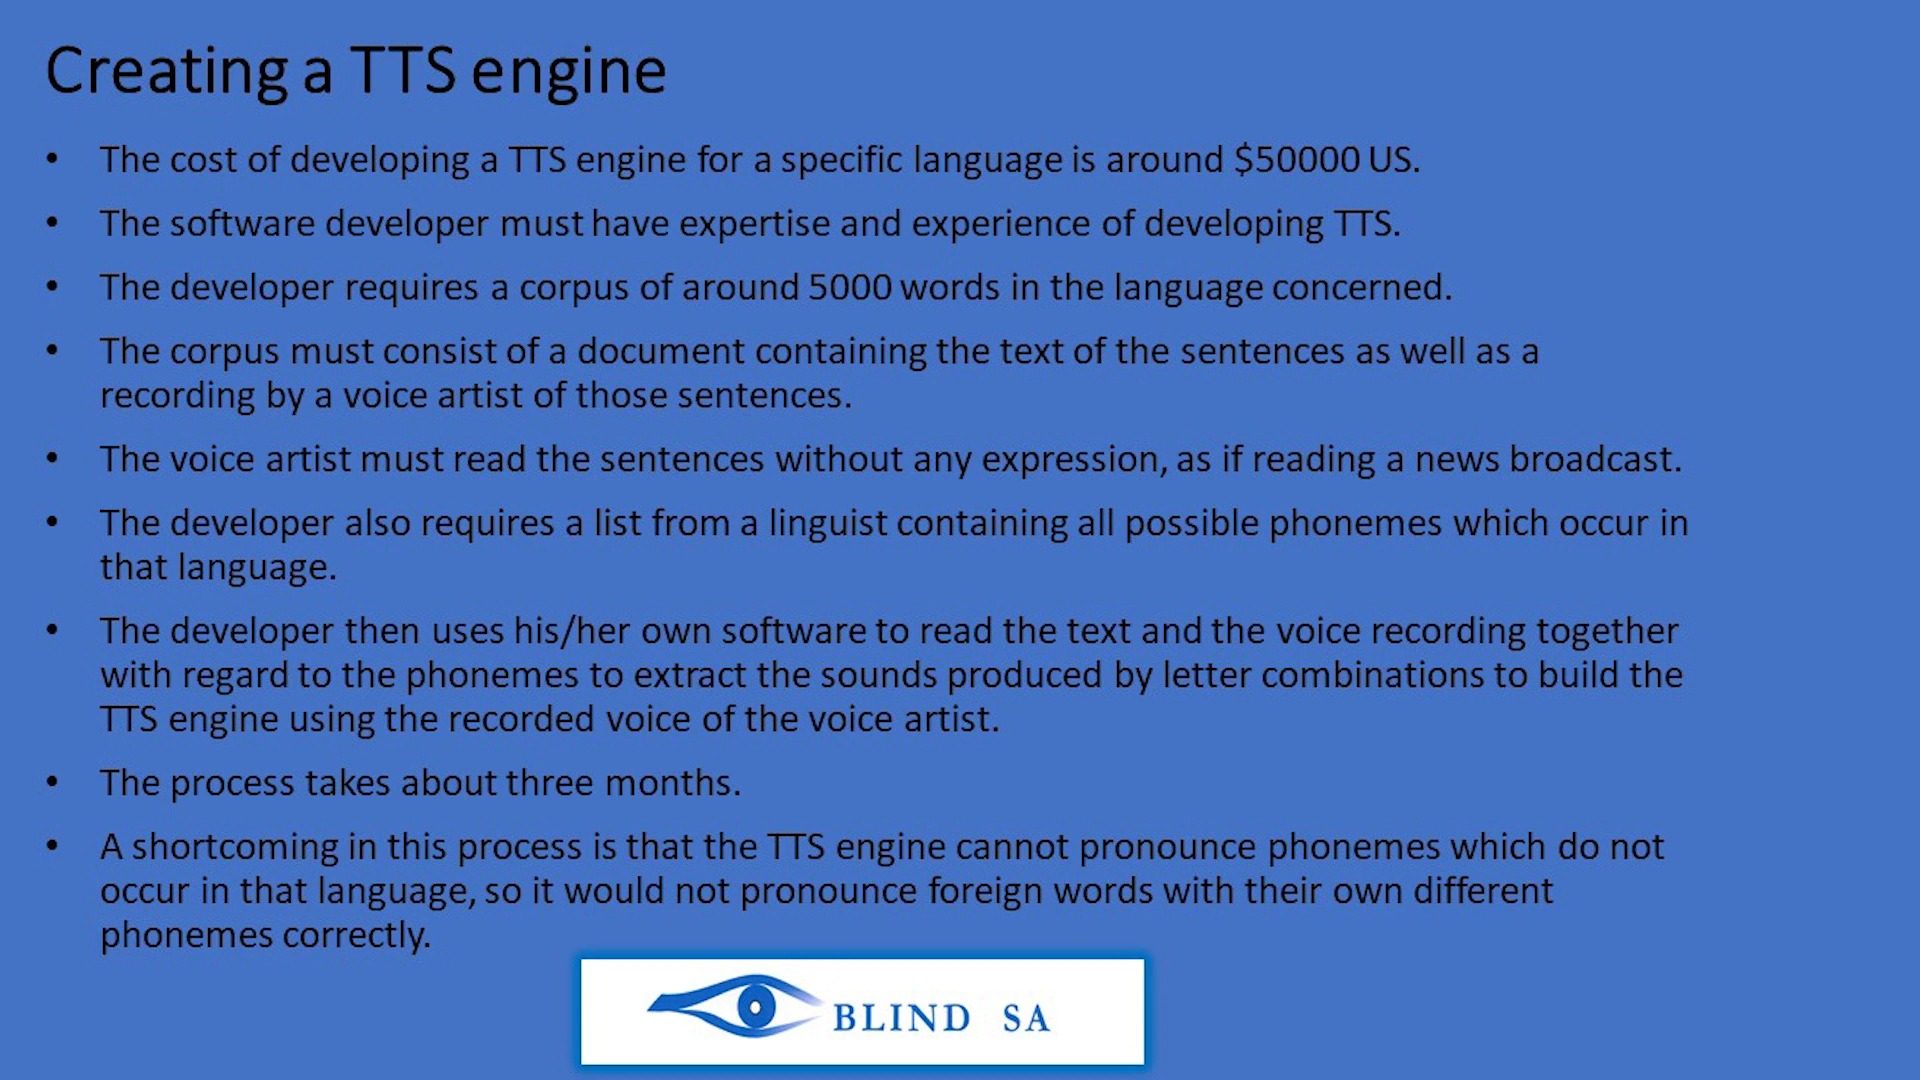 Creating a TTS engine
• The cost of developing a TTS engine for a specific language is around $50000 US.
• The software developer must have expertise and experience of developing TTS.
• The developer requires a corpus of around 5000 words in the language concerned.
• The corpus must consist of a document containing the text of the sentences as well as a
recording by a voice artist of those sentences.
• The voice artist must read the sentences without any expression, as if reading a news broadcast.
• The developer also requires a list from a linguist containing all possible phonemes which occur in
that language.
• The developer then uses his/her own software to read the text and the voice recording together
with regard to the phonemes to extract the sounds produced by letter combinations to build the
TTS engine using the recorded voice of the voice artist.
• The process takes about three months.
• A shortcoming in this process is that the TTS engine cannot pronounce phonemes which do not
occur in that language, so it would not pronounce foreign words with their own different
phonemes correctly.
BLIND SA